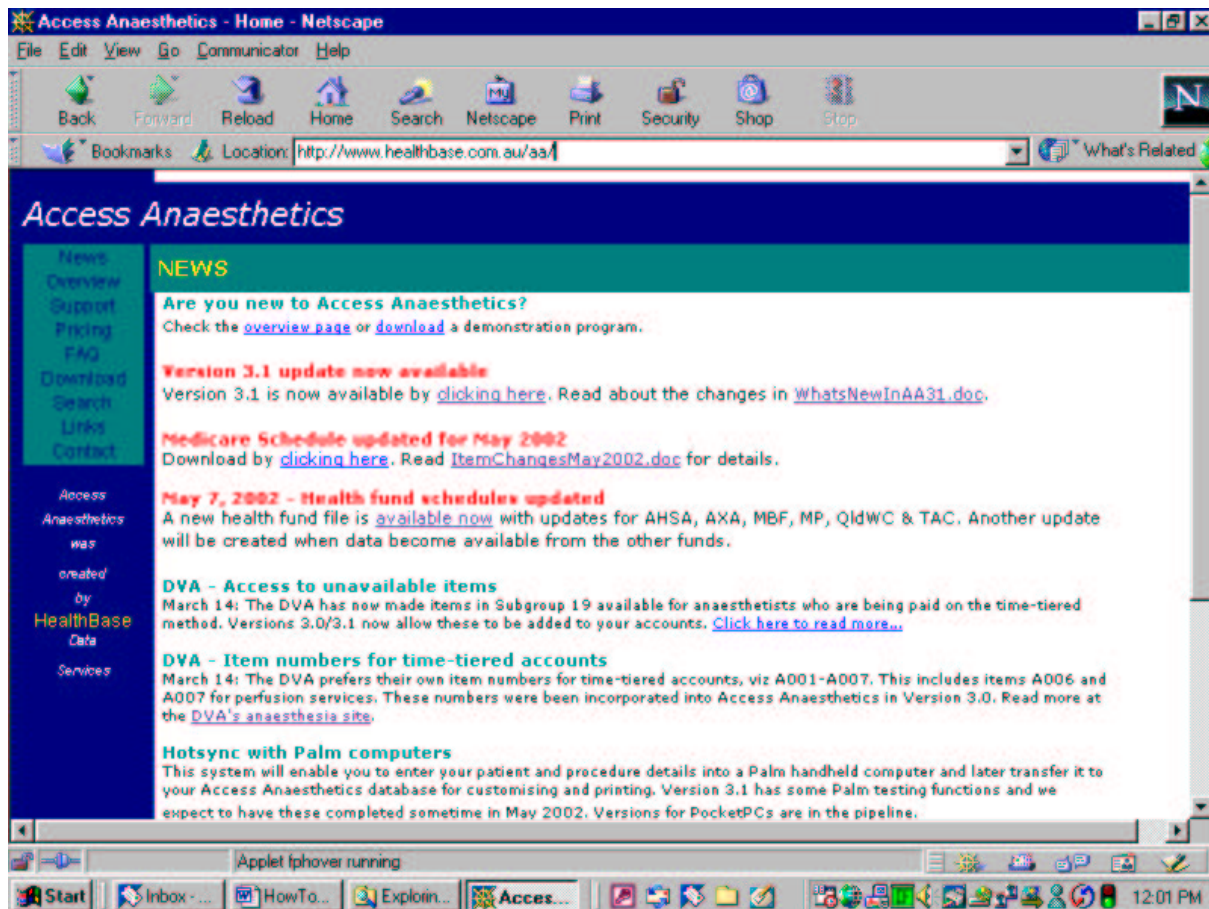 Access Anaesthetics - Home - Netscape
File Edit View Go Communicator Help
Back Forward Reload Home Search Netscape Print Security Shop Stop
Bookmarks Location: http://www.healthbase.com.au/aa/ What's Related
Access Anaesthetics
News
Overview
Support
Pricing
FAQ
Download
Search
Links
Contact
Access
Anaesthetics
was
created
by
HealthBase
Data
Services
NEWS
Are you new to Access Anaesthetics?
Check the overview page or download a demonstration program.
Version 3.1 update now available
Version 3.1 is now available by clicking here. Read about the changes in WhatsNewInAA31.doc.
Medicare Schedule updated for May 2002
Download by clicking here. Read ItemChangesMay2002.doc for details.
May 7, 2002 - Health fund schedules updated
A new health fund file is available now with updates for AHSA, AXA, MBF, MP, QldWC & TAC. Another update
will be created when data become available from the other funds.
DVA - Access to unavailable items
March 14: The DVA has now made items in Subgroup 19 available for anaesthetists who are being paid on the time-tiered
method. Versions 3.0/3.1 now allow these to be added to your accounts. Click here to read more...
DVA - Item numbers for time-tiered accounts
March 14: The DVA prefers their own item numbers for time-tiered accounts, viz A001-A007. This includes items A006 and
A007 for perfusion services. These numbers were been incorporated into Access Anaesthetics in Version 3.0. Read more at
the DVA's anaesthesia site.
Hotsync with Palm computers
This system will enable you to enter your patient and procedure details into a Palm handheld computer and later transfer it to
your Access Anaesthetics database for customising and printing. Version 3.1 has some Palm testing functions and we
expect to have these completed sometime in May 2002. Versions for PocketPCs are in the pipeline.
Applet fphover running
Start Inbox - ... HowTo... Explorin... Acces... 12:01 PM